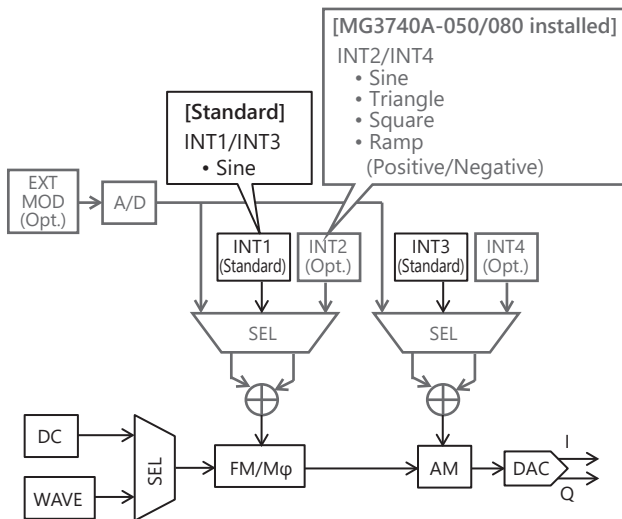 [MG3740A-050/080 installed]
INT2/INT4
• Sine
• Triangle
• Square
• Ramp
(Positive/Negative)
[Standard]
INT1/INT3
• Sine
EXT
MOD
(Opt.)
A/D
INT1
(Standard)
INT2
(Opt.)
INT3
(Standard)
INT4
(Opt.)
SEL
SEL
DC
WAVE
SEL
FM/Mφ
AM
DAC
I
Q